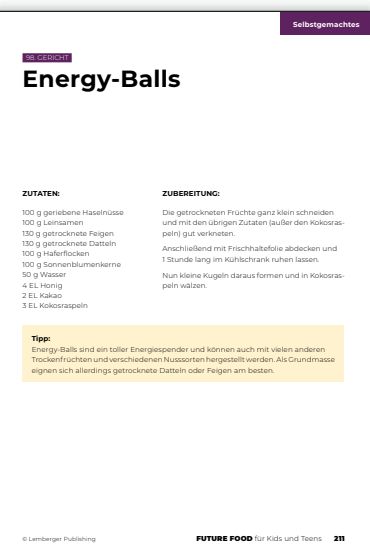 Selbstgemachtes
98. GERICHT
Energy-Balls
ZUTATEN:
100 g geriebene Haselnüsse
100 g Leinsamen
130 g getrocknete Feigen
130 g getrocknete Datteln
100 g Haferflocken
100 g Sonnenblumenkerne
50 g Wasser
4 EL Honig
2 EL Kakao
3 EL Kokosraspeln
ZUBEREITUNG:
Die getrockneten Früchte ganz klein schneiden
und mit den übrigen Zutaten (außer den Kokosras-
peln) gut verkneten.
Anschließend mit Frischhaltefolie abdecken und
1 Stunde lang im Kühlschrank ruhen lassen.
Nun kleine Kugeln daraus formen und in Kokosras-
peln wälzen.
Tipp:
Energy-Balls sind ein toller Energiespender und können auch mit vielen anderen
Trockenfrüchten und verschiedenen Nusssorten hergestellt werden. Als Grundmasse
eignen sich allerdings getrocknete Datteln oder Feigen am besten.
© Lemberger Publishing
FUTURE FOOD für Kids und Teens 211